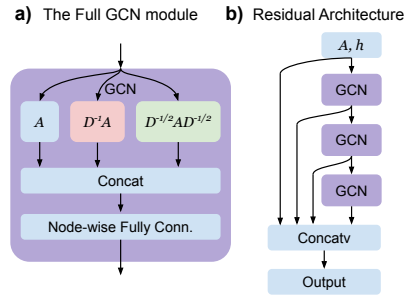 a) The Full GCN module
GCN
A
D⁻¹A
D⁻¹/²AD⁻¹/²
Concat
Node-wise Fully Conn.
b) Residual Architecture
A, h
GCN
GCN
GCN
Concatv
Output